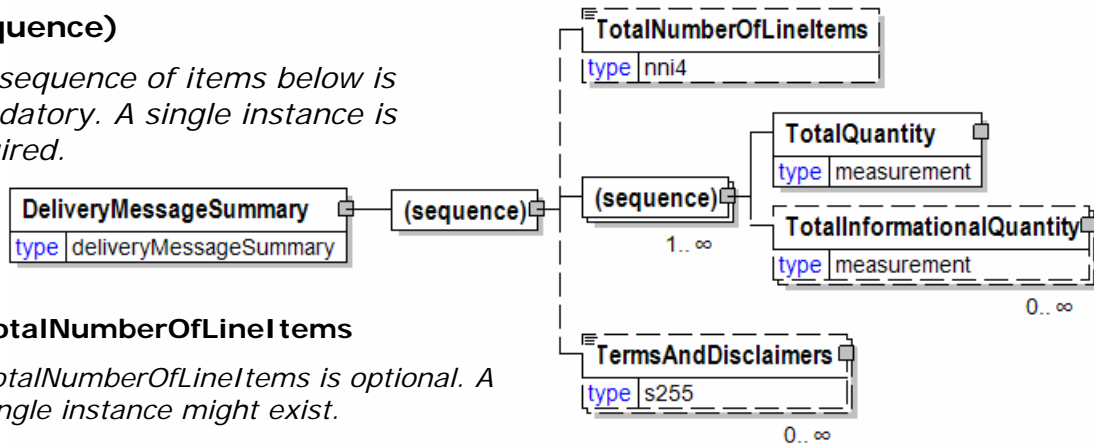 quence)
sequence of items below is
datory. A single instance is
ired.
TotalNumberOfLineItems
type nni4
DeliveryMessageSummary
type deliveryMessageSummary
(sequence)
(sequence)
1.. ∞
TotalQuantity
type measurement
TotalInformationalQuantity
type measurement
0.. ∞
otalNumberOfLineItems
otalNumberOfLineItems is optional. A
ngle instance might exist.
TermsAndDisclaimers
type s255
0.. ∞